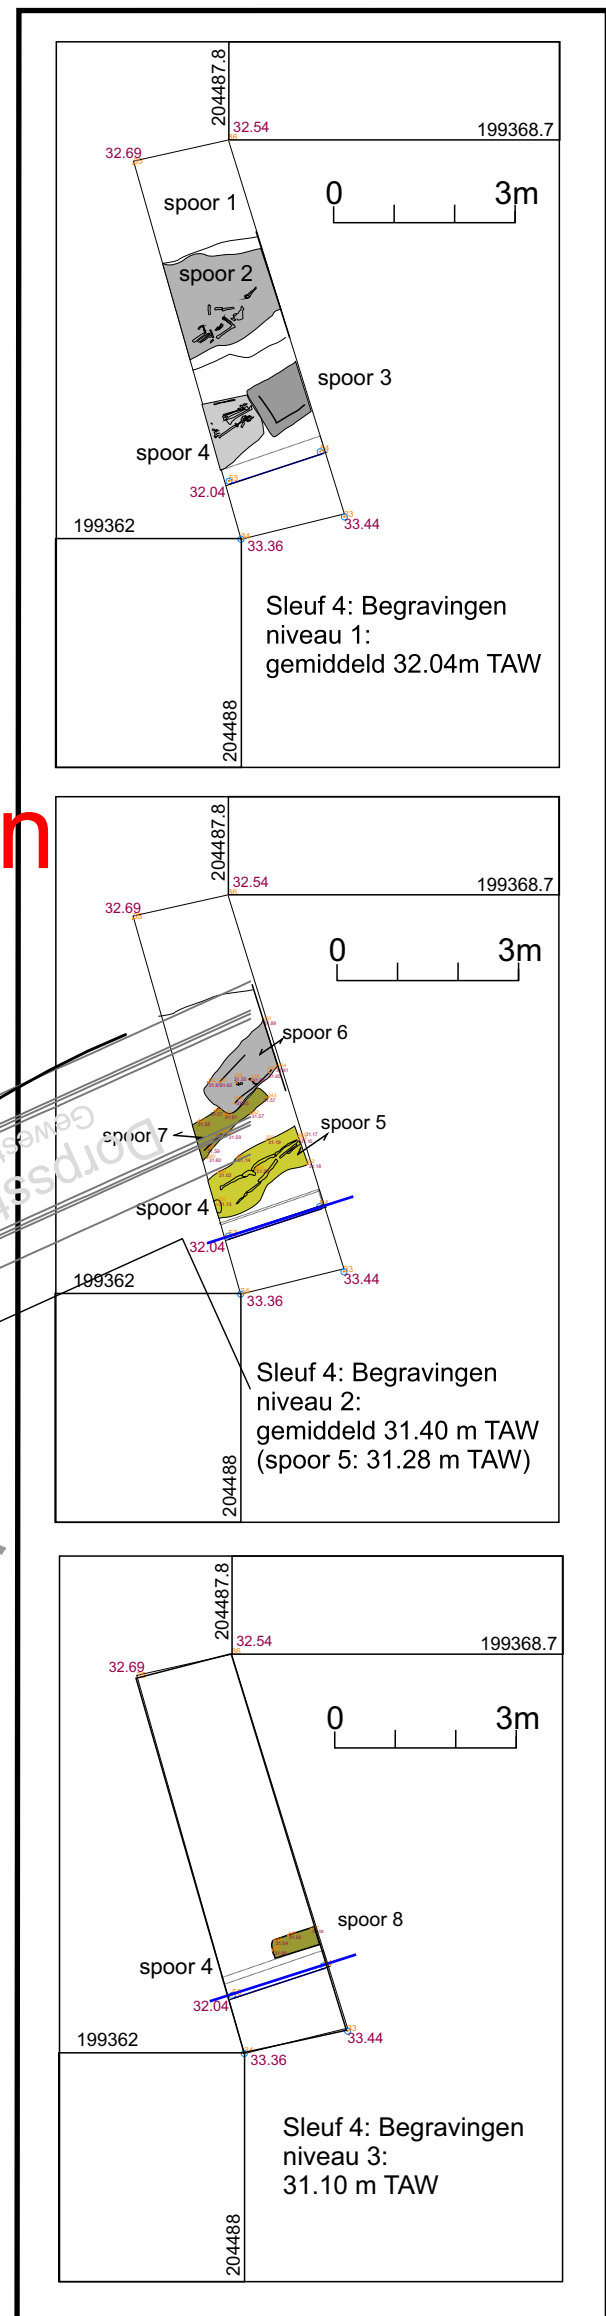 204487.8
32.54
199368.7
32.69
spoor 1
0 3m
spoor 2
spoor 3
spoor 4
32.04
33.44
199362
33.36
Sleuf 4: Begravingen
niveau 1:
gemiddeld 32.04m TAW
204488
n
204487.8
32.54
199368.7
32.69
0 3m
spoor 6
spoor 5
spoor 7
Gewes
Dorpsst
spoor 4
32.04
33.44
199362
33.36
Sleuf 4: Begravingen
niveau 2:
gemiddeld 31.40 m TAW
(spoor 5: 31.28 m TAW)
204488
204487.8
32.54
199368.7
32.69
0 3m
spoor 8
spoor 4
32.04
33.44
199362
33.36
Sleuf 4: Begravingen
niveau 3:
31.10 m TAW
204488